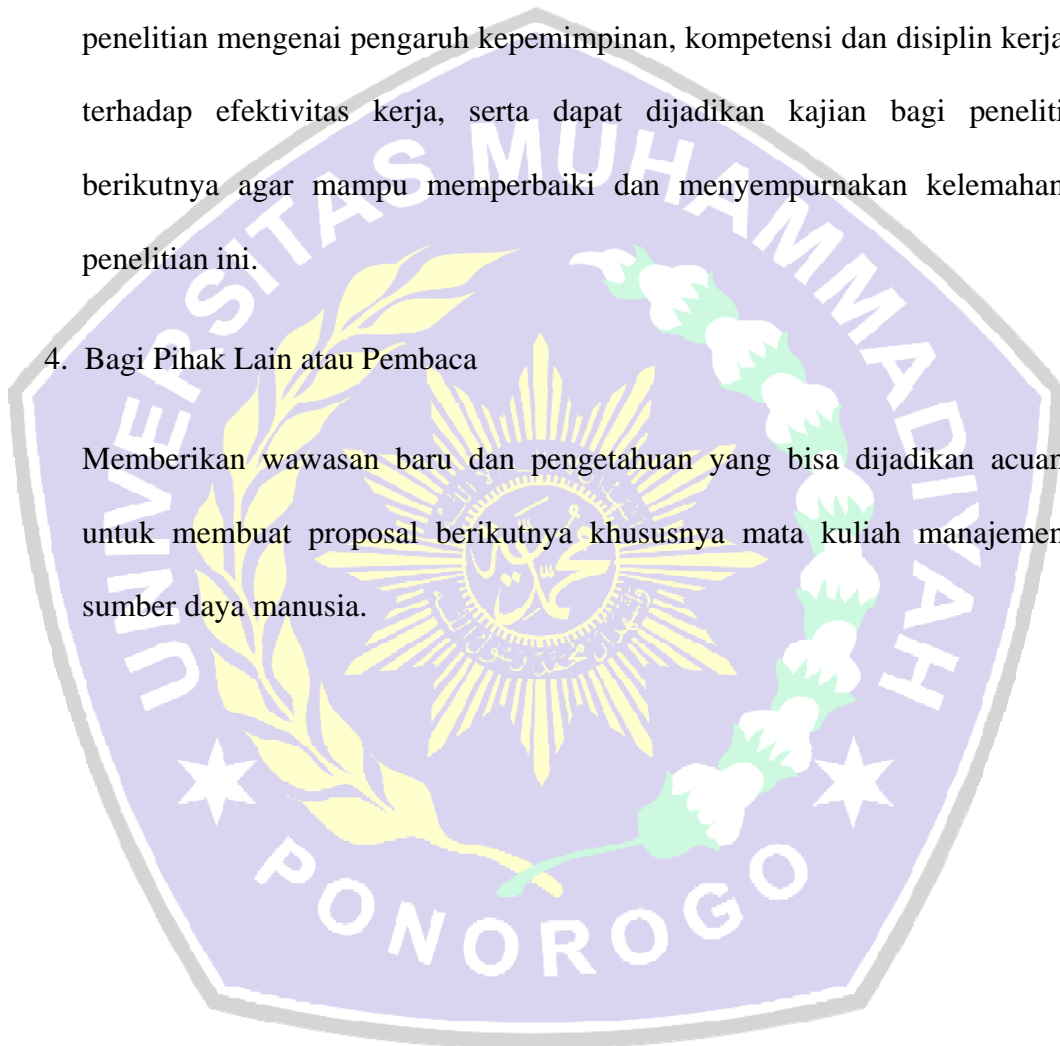 penelitian mengenai pengaruh kepemimpinan, kompetensi dan disiplin kerja
terhadap efektivitas kerja, serta dapat dijadikan kajian bagi peneliti
berikutnya agar mampu memperbaiki dan menyempurnakan kelemahan
penelitian ini.
4. Bagi Pihak Lain atau Pembaca
Memberikan wawasan baru dan pengetahuan yang bisa dijadikan acuan
untuk membuat proposal berikutnya khususnya mata kuliah manajemen
sumber daya manusia.
UNIVERSITAS MUHAMMADIYAH
PONOROGO